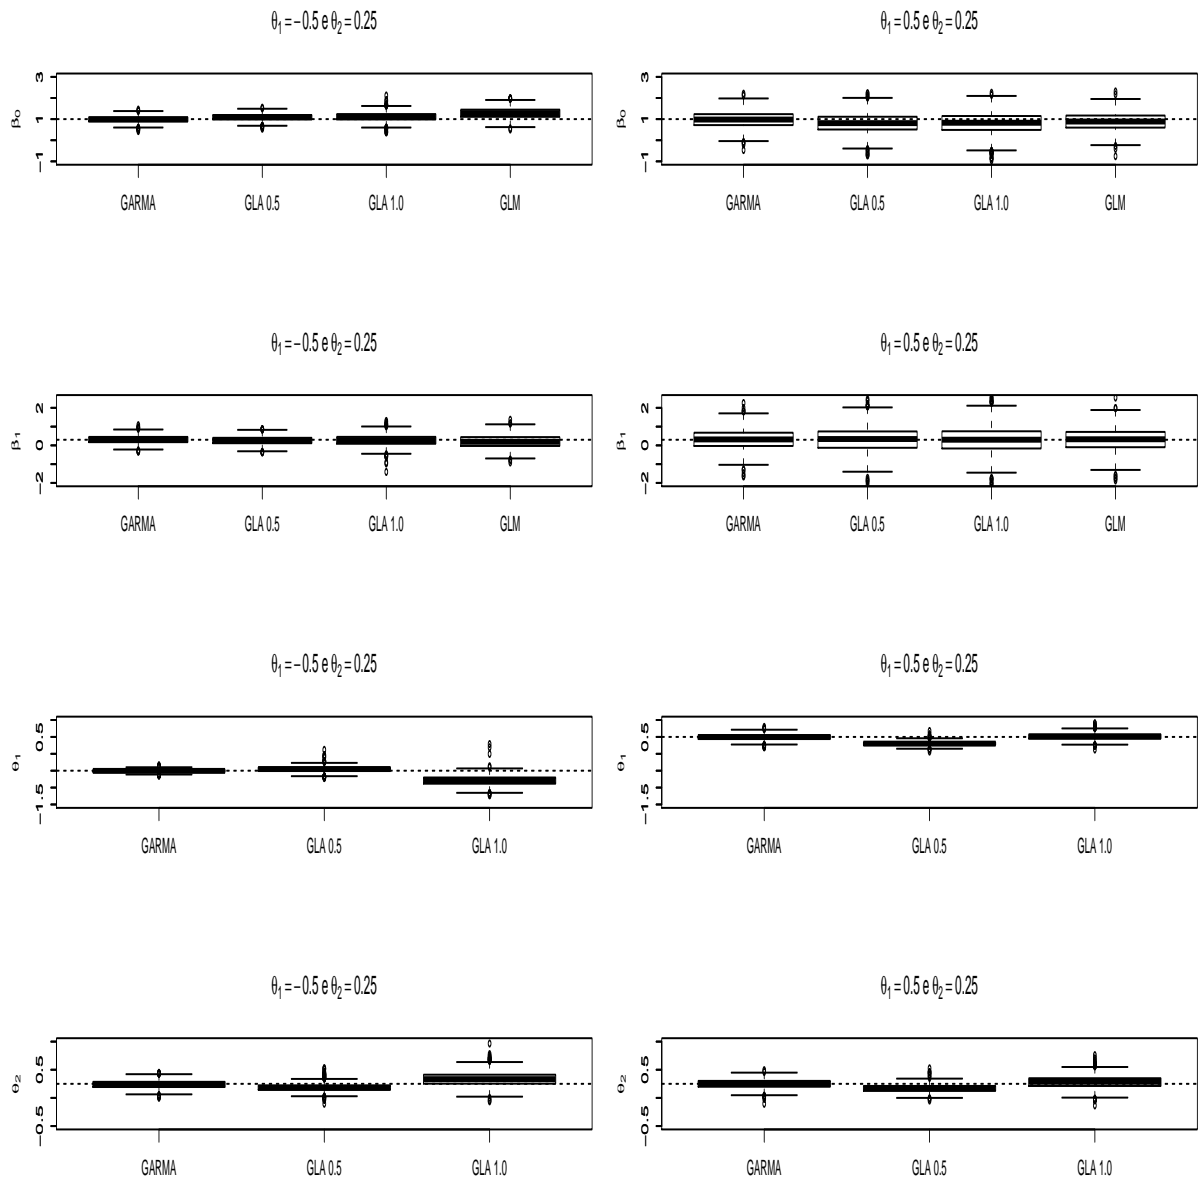 θ1 = −0.5 e θ2 = 0.25
β0
−1 1 3
GARMA GLA 0.5 GLA 1.0 GLM
θ1 = 0.5 e θ2 = 0.25
β0
−1 1 3
GARMA GLA 0.5 GLA 1.0 GLM
θ1 = −0.5 e θ2 = 0.25
β1
−2 0 2
GARMA GLA 0.5 GLA 1.0 GLM
θ1 = 0.5 e θ2 = 0.25
β1
−2 0 2
GARMA GLA 0.5 GLA 1.0 GLM
θ1 = −0.5 e θ2 = 0.25
θ1
−1.5 0.5
GARMA GLA 0.5 GLA 1.0
θ1 = 0.5 e θ2 = 0.25
θ1
−1.5 0.5
GARMA GLA 0.5 GLA 1.0
θ1 = −0.5 e θ2 = 0.25
θ2
−0.5 0.5
GARMA GLA 0.5 GLA 1.0
θ1 = 0.5 e θ2 = 0.25
θ2
−0.5 0.5
GARMA GLA 0.5 GLA 1.0